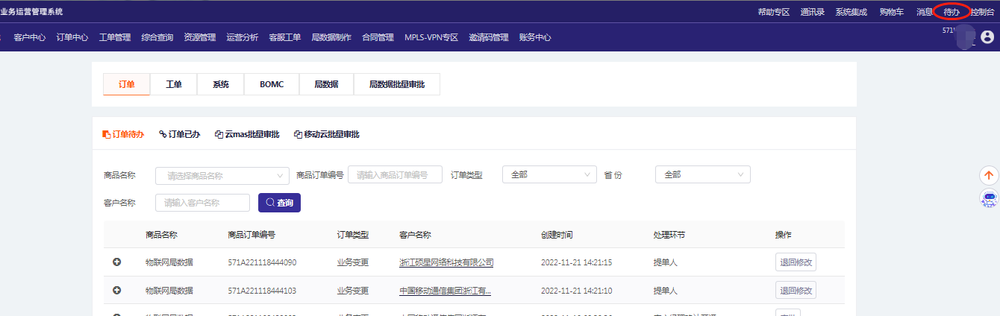 业务运营管理系统
帮助专区 通讯录 系统集成 购物车 消息 待办 控制台
客户中心 订单中心 工单管理 综合查询 资源管理 运营分析 客服工单 局数据制作 合同管理 MPLS-VPN专区 邀请码管理 账务中心
571
订单 工单 系统 BOMC 局数据 局数据批量审批
订单待办 订单已办 云mas批量审批 移动云批量审批
商品名称 请选择商品名称 商品订单编号 请输入商品订单编号 订单类型 全部 省份 全部
客户名称 请输入客户名称 查询
商品名称 商品订单编号 订单类型 客户名称 创建时间 处理环节 操作
物联网局数据 571A221118444090 业务变更 浙江硕星网络科技有限公司 2022-11-21 14:21:15 提单人 退回修改
物联网局数据 571A221118444103 业务变更 中国移动通信集团浙江有... 2022-11-21 14:21:10 提单人 退回修改